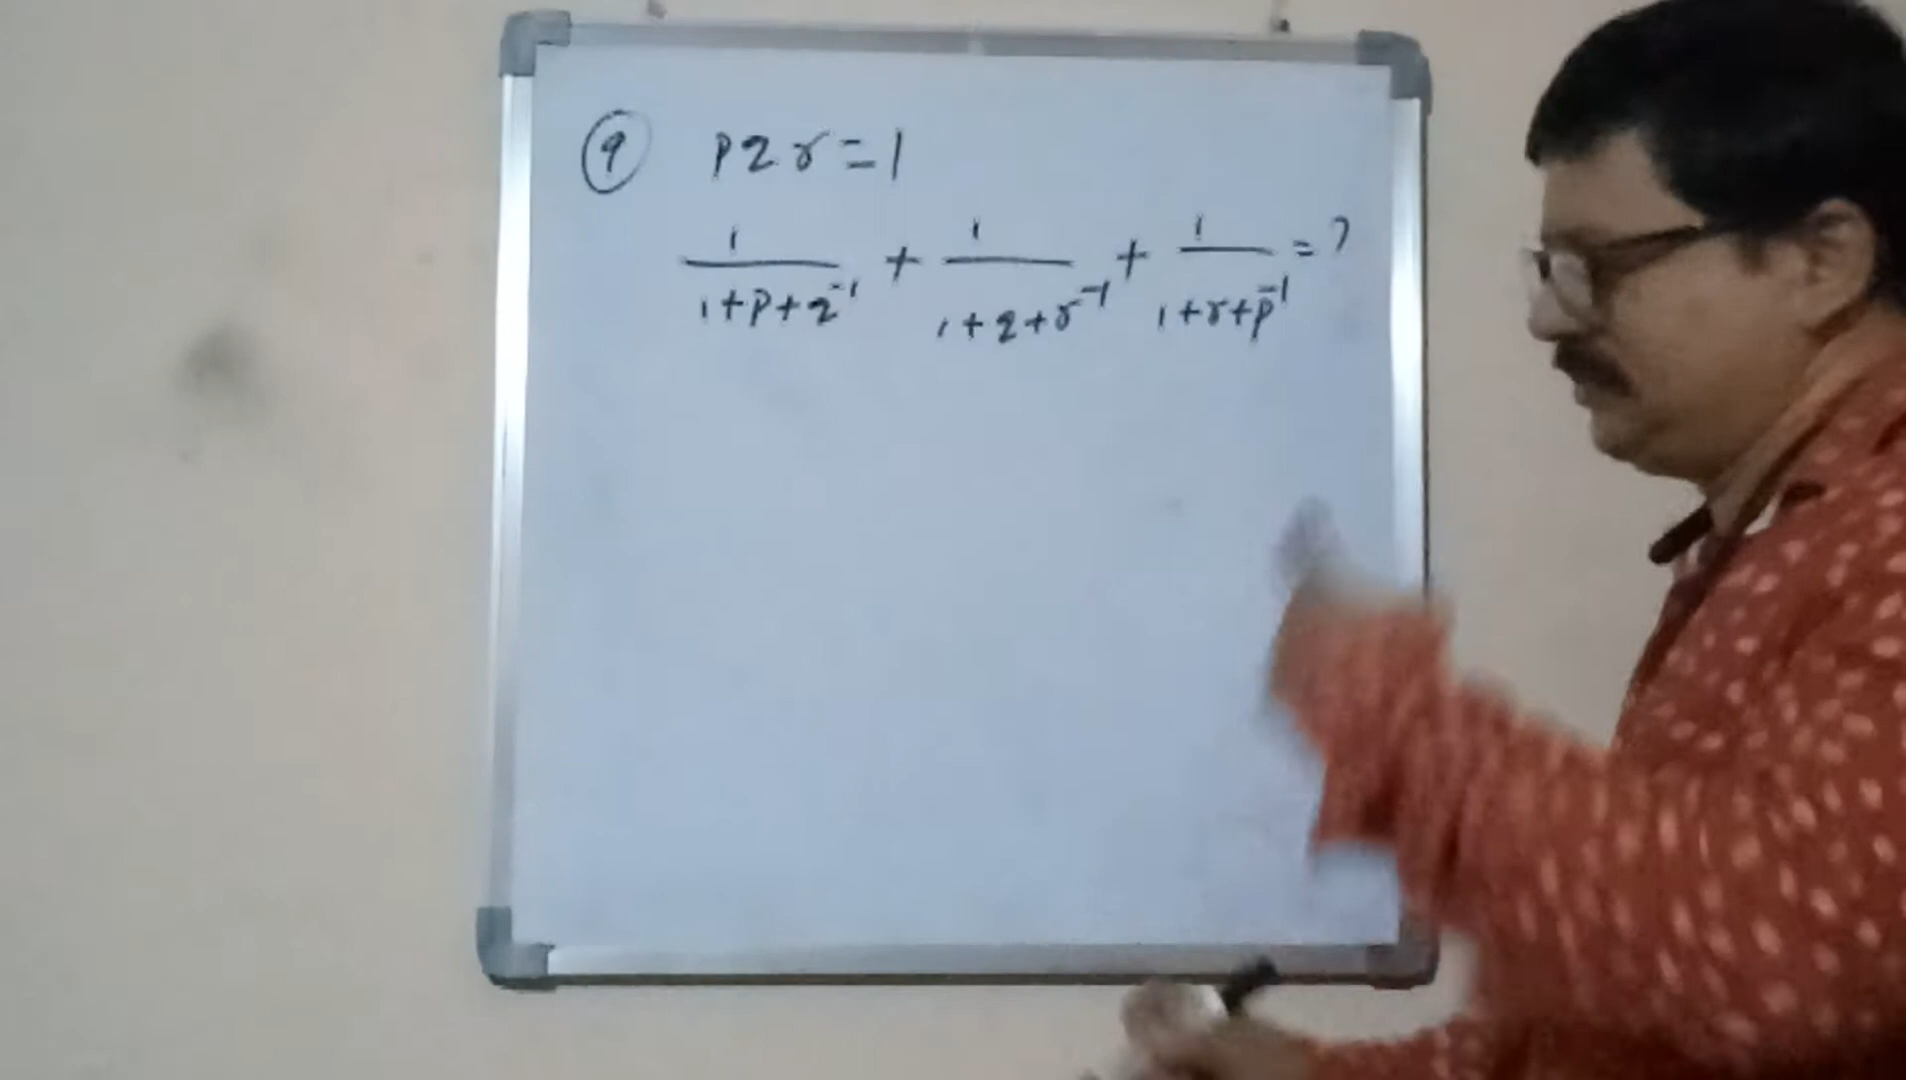 ⑨ pqr=1
1/(1+p+q⁻¹) + 1/(1+q+r⁻¹) + 1/(1+r+p⁻¹) = ?